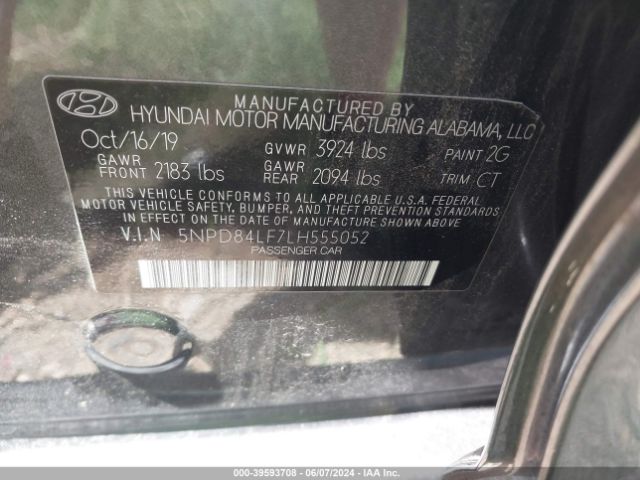 MANUFACTURED BY
HYUNDAI MOTOR MANUFACTURING ALABAMA, LLC
Oct/16/19 GVWR 3924 lbs PAINT 2G
GAWR FRONT 2183 lbs GAWR REAR 2094 lbs TRIM CT
THIS VEHICLE CONFORMS TO ALL APPLICABLE U.S.A. FEDERAL
MOTOR VEHICLE SAFETY, BUMPER, AND THEFT PREVENTION
STANDARDS IN EFFECT ON THE DATE OF MANUFACTURE SHOWN ABOVE
V.I.N. 5NPD84LF7LH555052
PASSENGER CAR
000-39593708 - 06/07/2024 - IAAI.COM